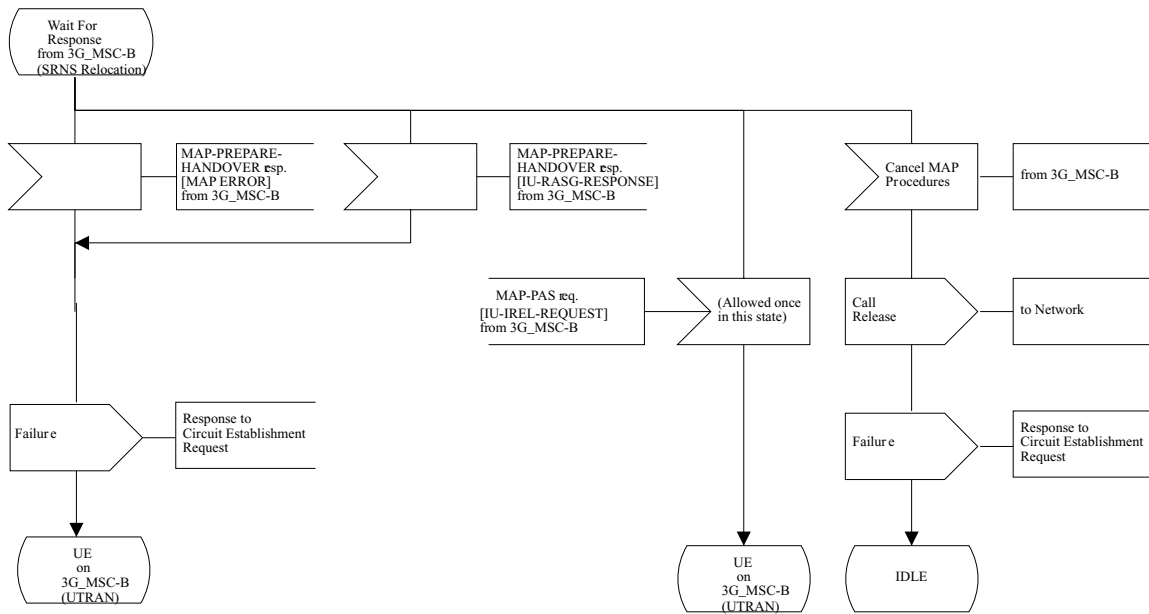 Wait For
Response
from 3G_MSC-B
(SRNS Relocation)
MAP-PREPARE-
HANDOVER resp.
[MAP ERROR]
from 3G_MSC-B
MAP-PREPARE-
HANDOVER resp.
[IU-RASG-RESPONSE]
from 3G_MSC-B
Cancel MAP
Procedures
from 3G_MSC-B
MAP-PAS req.
[IU-IREL-REQUEST]
from 3G_MSC-B
(Allowed once
in this state)
Call
Release
to Network
Failure
Response to
Circuit Establishment
Request
Failure
Response to
Circuit Establishment
Request
UE
on
3G_MSC-B
(UTRAN)
UE
on
3G_MSC-B
(UTRAN)
IDLE